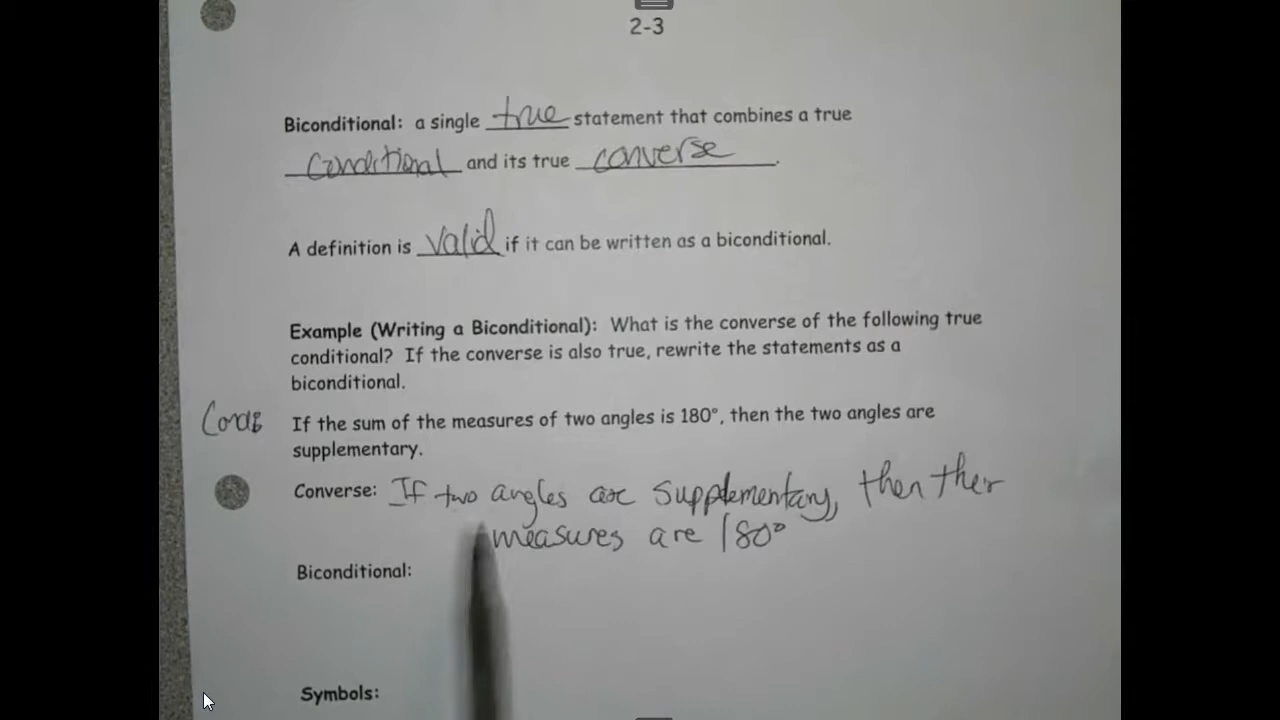 2-3
Biconditional: a single true statement that combines a true
conditional and its true converse.
A definition is valid if it can be written as a biconditional.
Example (Writing a Biconditional): What is the converse of the following true
conditional? If the converse is also true, rewrite the statements as a
biconditional.
If the sum of the measures of two angles is 180°, then the two angles are
supplementary.
Converse: If two angles are supplementary, then ther
measures are 180°
Biconditional:
Symbols: